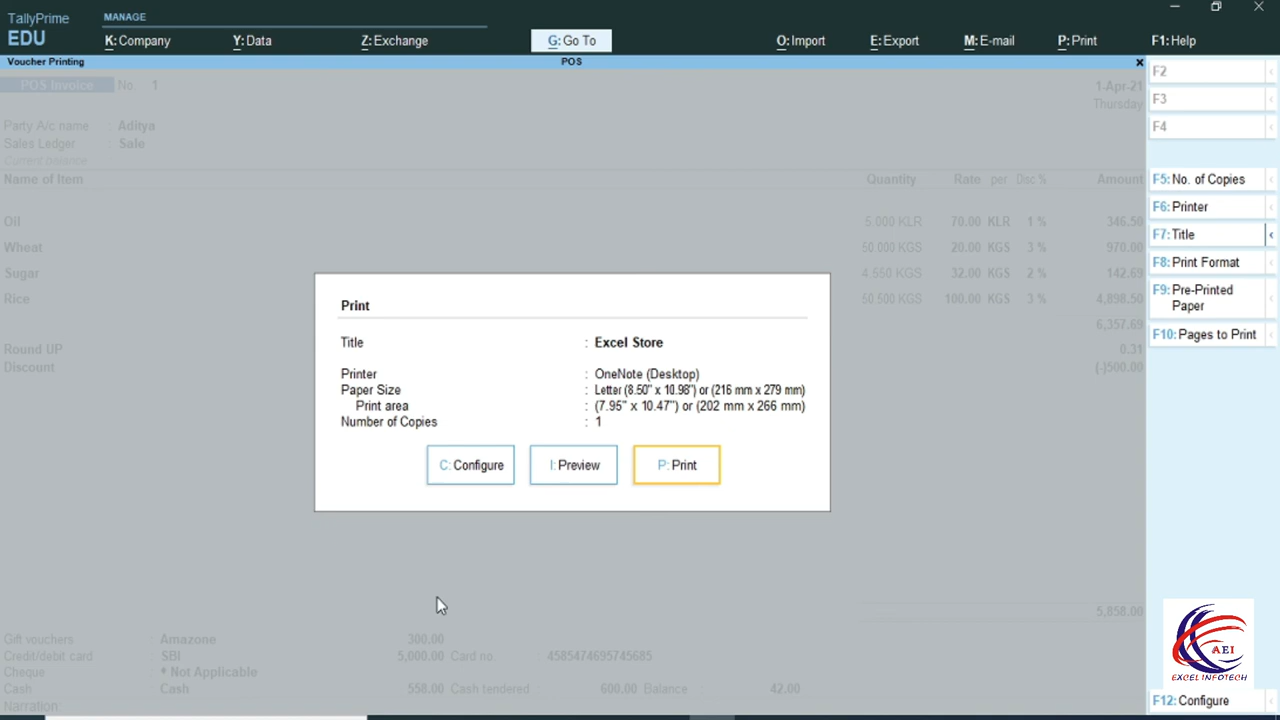 TallyPrime
MANAGE
EDU
K:Company Y:Data Z:Exchange G:Go To O:Import E:Export M:E-mail P:Print F1:Help
Voucher Printing POS ×
POS Invoice No. 1 1-Apr-21
Thursday
Party A/c name : Aditya
Sales Ledger : Sale
Current balance
Name of Item Quantity Rate per Disc % Amount
Oil 5.000 KLR 70.00 KLR 1 % 346.50
Wheat 50.000 KGS 20.00 KGS 3 % 970.00
Sugar 4.550 KGS 32.00 KGS 2 % 142.69
Rice 50.500 KGS 100.00 KGS 3 % 4,898.50
6,357.69
Round UP 0.31
Discount (-)500.00
Print
Title : Excel Store
Printer : OneNote (Desktop)
Paper Size : Letter (8.50" x 10.98") or (216 mm x 279 mm)
Print area : (7.95" x 10.47") or (202 mm x 266 mm)
Number of Copies : 1
C: Configure I: Preview P: Print
5,858.00
Gift vouchers : Amazone 300.00
Credit/debit card SBI 5,000.00 Card no. 4585474695745685
Cheque : ♦ Not Applicable
Cash Cash 558.00 Cash tendered 600.00 Balance : 42.00
Narration:
F2
F3
F4
F5: No. of Copies
F6: Printer
F7: Title
F8: Print Format
F9: Pre-Printed
Paper
F10: Pages to Print
AEI
EXCEL INFOTECH
F12: Configure